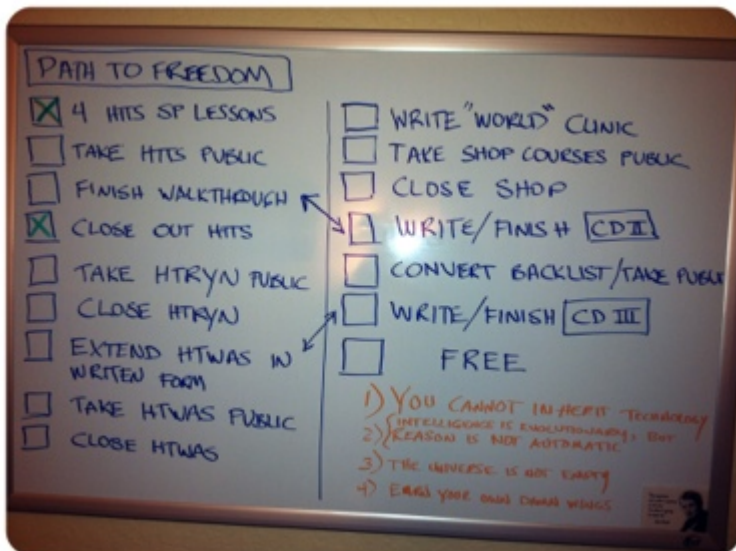 PATH TO FREEDOM
4 HITS SP LESSONS
TAKE HITS PUBLIC
FINISH WALKTHROUGH
CLOSE OUT HITS
TAKE HTRYN PUBLIC
CLOSE HTRYN
EXTEND HTWAS IN
WRITEN FORM
TAKE HTWAS PUBLIC
CLOSE HTWAS
WRITE "WORLD" CLINIC
TAKE SHOP COURSES PUBLIC
CLOSE SHOP
WRITE/FINISH CD II
CONVERT BACKLIST/TAKE PUBLIC
WRITE/FINISH CD III
FREE
1) YOU CANNOT INHERIT TECHNOLOGY
2) INTELLIGENCE IS EVOLUTIONARY, BUT
REASON IS NOT AUTOMATIC
3) THE UNIVERSE IS NOT EMPTY
4) EARN YOUR OWN DAMN WINGS